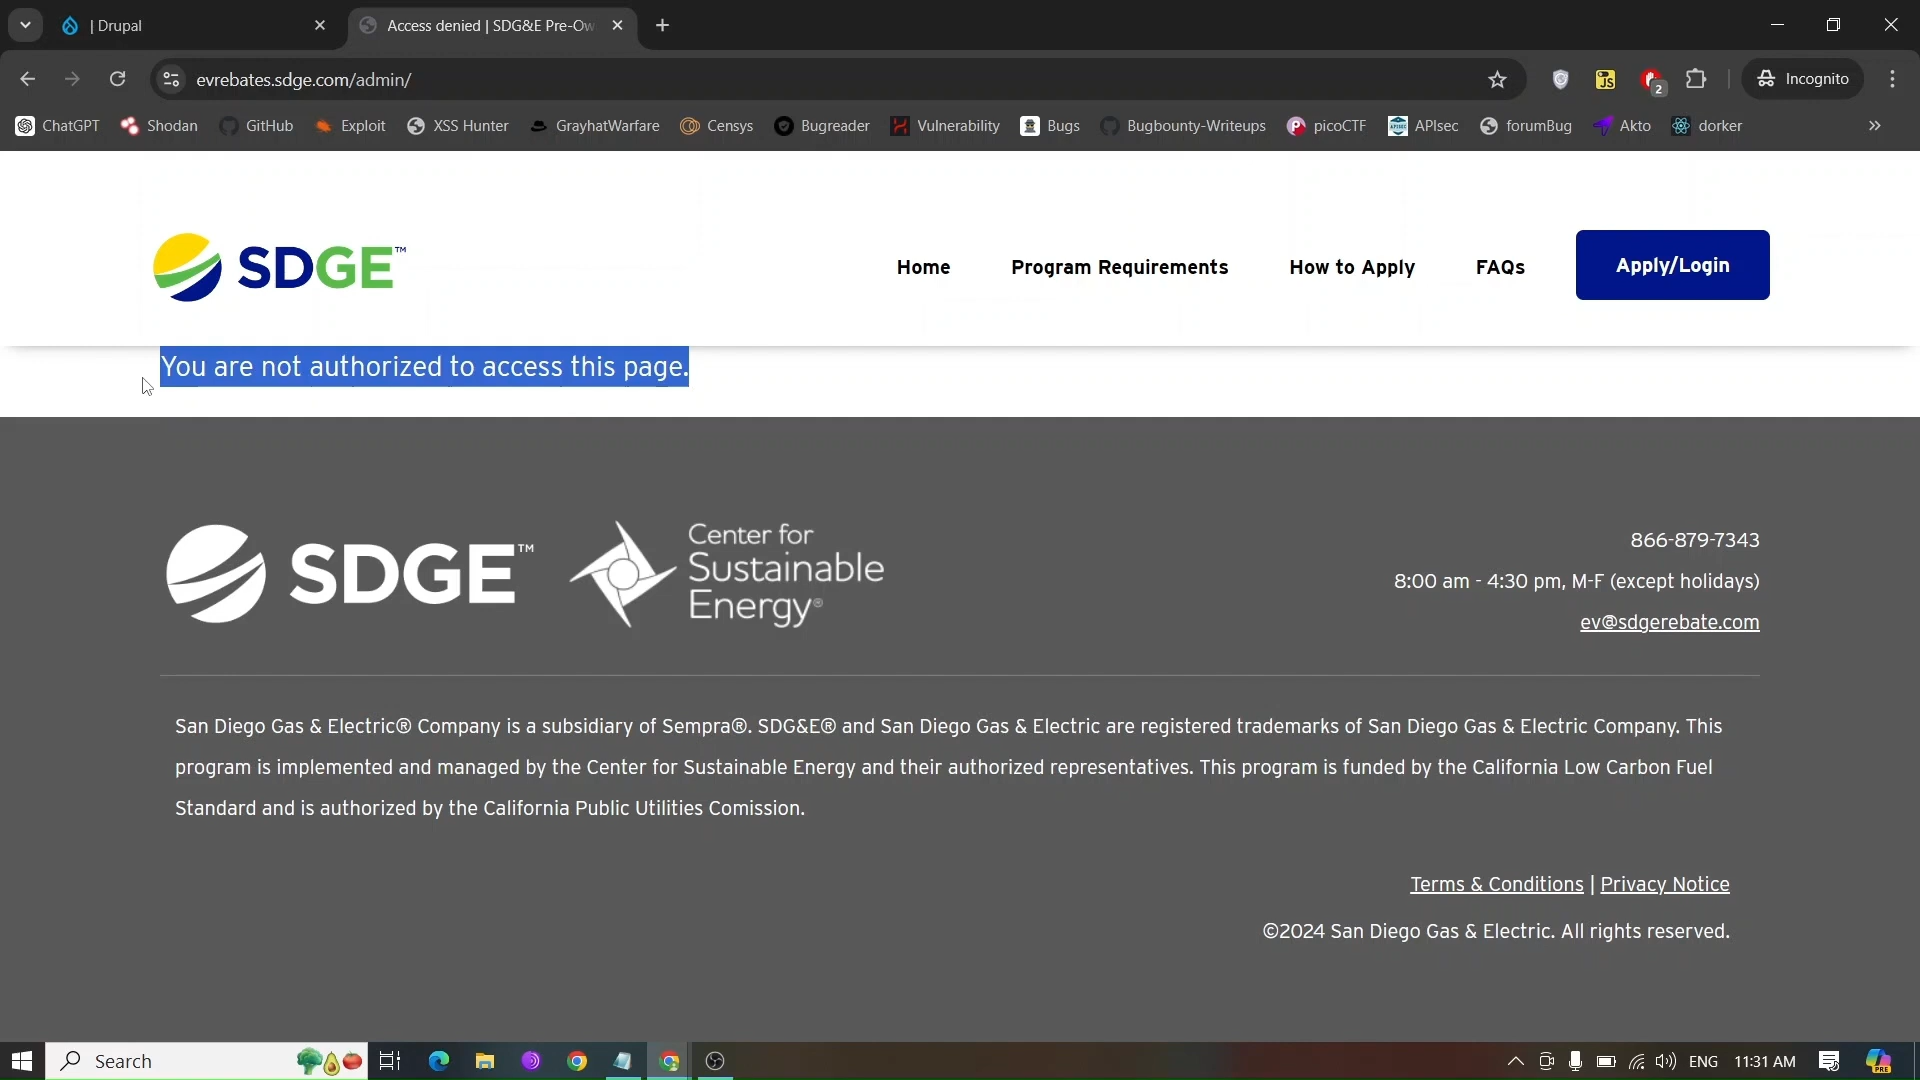 | Drupal
Access denied | SDG&E Pre-Ow
evrebates.sdge.com/admin/
2
Incognito
ChatGPT
Shodan
GitHub
Exploit
XSS Hunter
GrayhatWarfare
Censys
Bugreader
Vulnerability
Bugs
Bugbounty-Writeups
picoCTF
APIsec
forumBug
Akto
dorker
»
SDGE™
Home
Program Requirements
How to Apply
FAQs
Apply/Login
You are not authorized to access this page.
SDGE™
Center for
Sustainable
Energy®
866-879-7343
8:00 am - 4:30 pm, M-F (except holidays)
ev@sdgerebate.com
San Diego Gas & Electric® Company is a subsidiary of Sempra®. SDG&E® and San Diego Gas & Electric are registered trademarks of San Diego Gas & Electric Company. This
program is implemented and managed by the Center for Sustainable Energy and their authorized representatives. This program is funded by the California Low Carbon Fuel
Standard and is authorized by the California Public Utilities Comission.
Terms & Conditions | Privacy Notice
©2024 San Diego Gas & Electric. All rights reserved.
Search
ENG
11:31 AM
PRE